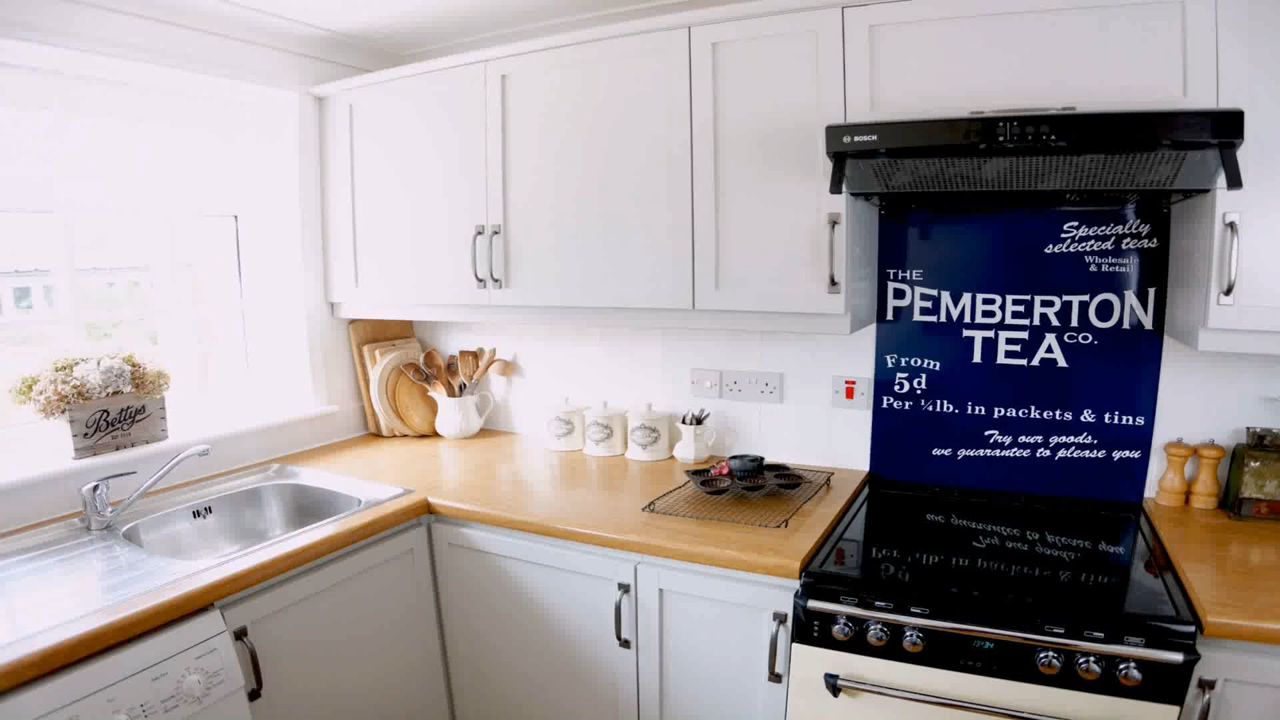 BOSCH
Specially
selected teas
Wholesale
& Retail
THE
PEMBERTON
TEA CO.
From
5d
Per ¼lb. in packets & tins
Try our goods,
we guarantee to please you
Bettys